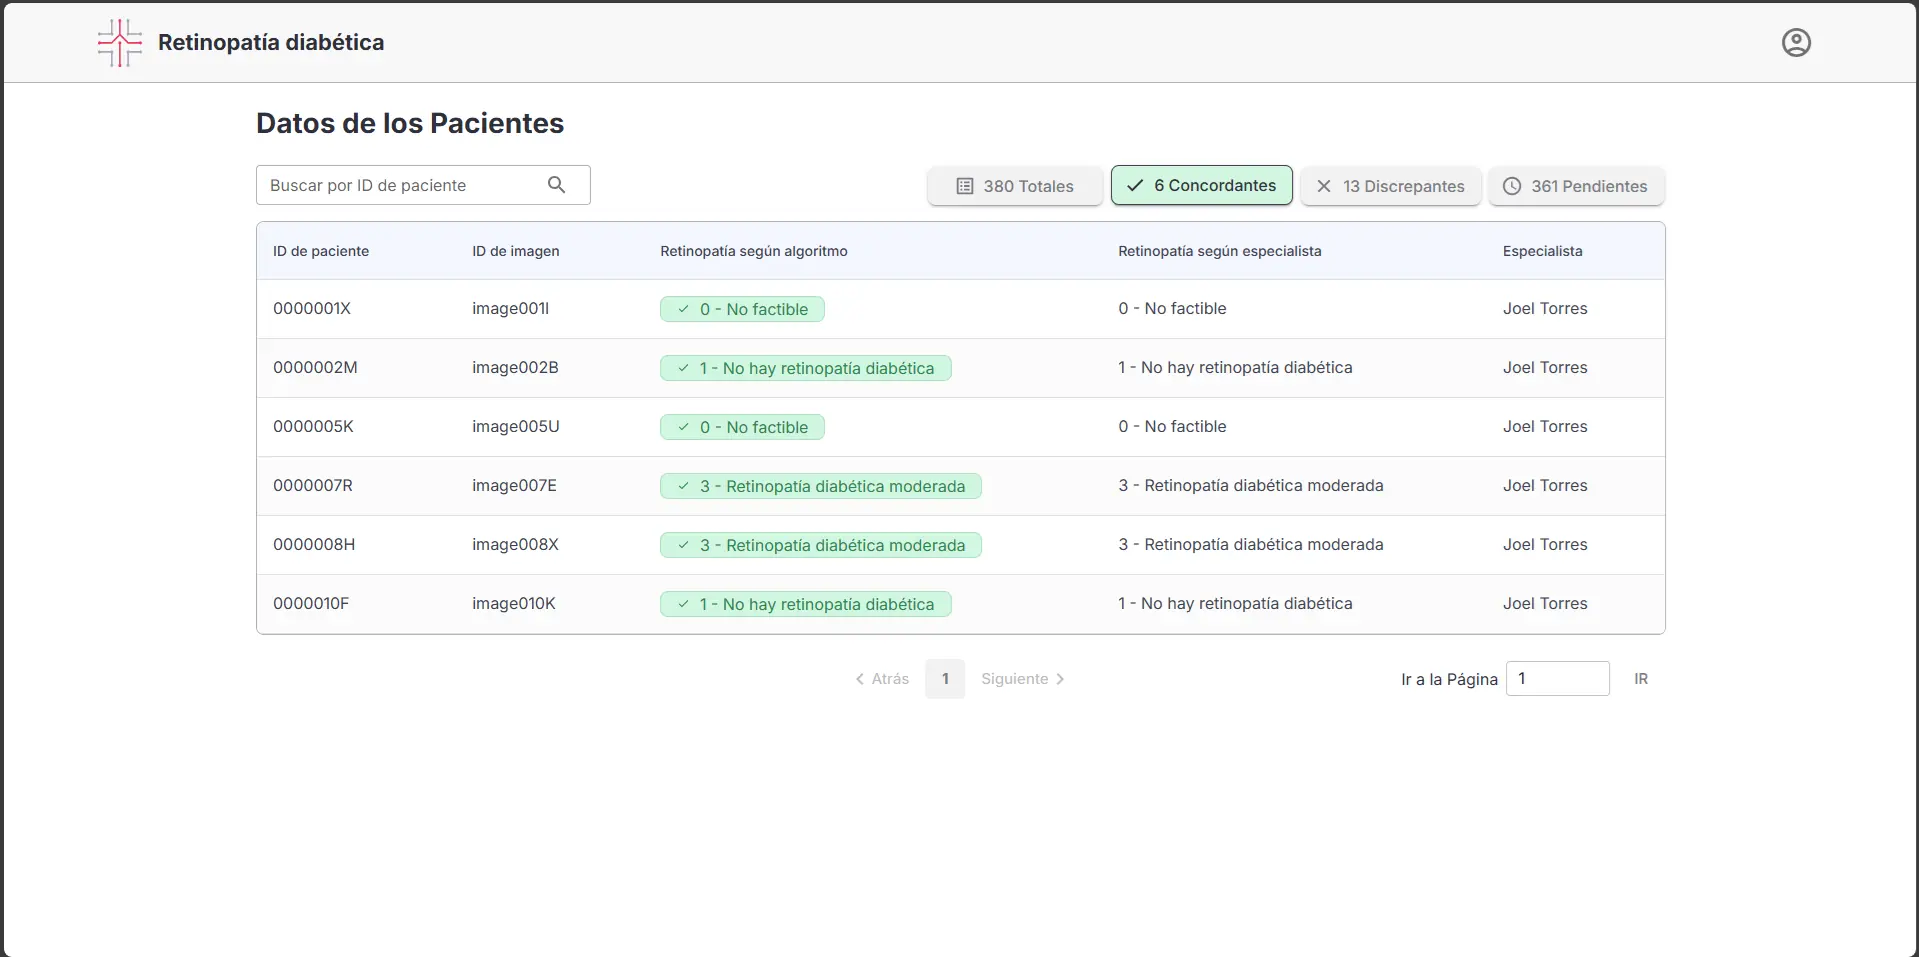 Retinopatía diabética
Datos de los Pacientes
Buscar por ID de paciente
380 Totales
6 Concordantes
13 Discrepantes
361 Pendientes
ID de paciente ID de imagen Retinopatía según algoritmo Retinopatía según especialista Especialista
0000001X image001I 0 - No factible 0 - No factible Joel Torres
0000002M image002B 1 - No hay retinopatía diabética 1 - No hay retinopatía diabética Joel Torres
0000005K image005U 0 - No factible 0 - No factible Joel Torres
0000007R image007E 3 - Retinopatía diabética moderada 3 - Retinopatía diabética moderada Joel Torres
0000008H image008X 3 - Retinopatía diabética moderada 3 - Retinopatía diabética moderada Joel Torres
0000010F image010K 1 - No hay retinopatía diabética 1 - No hay retinopatía diabética Joel Torres
Atrás 1 Siguiente
Ir a la Página 1 IR